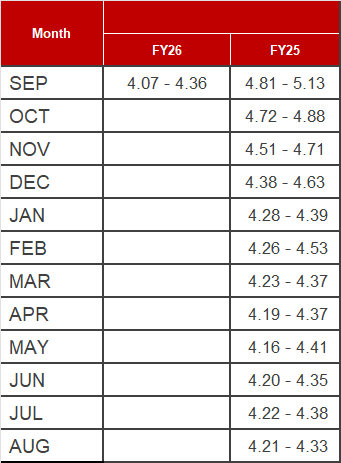 Month
FY26 FY25
SEP 4.07 - 4.36 4.81 - 5.13
OCT 4.72 - 4.88
NOV 4.51 - 4.71
DEC 4.38 - 4.63
JAN 4.28 - 4.39
FEB 4.26 - 4.53
MAR 4.23 - 4.37
APR 4.19 - 4.37
MAY 4.16 - 4.41
JUN 4.20 - 4.35
JUL 4.22 - 4.38
AUG 4.21 - 4.33